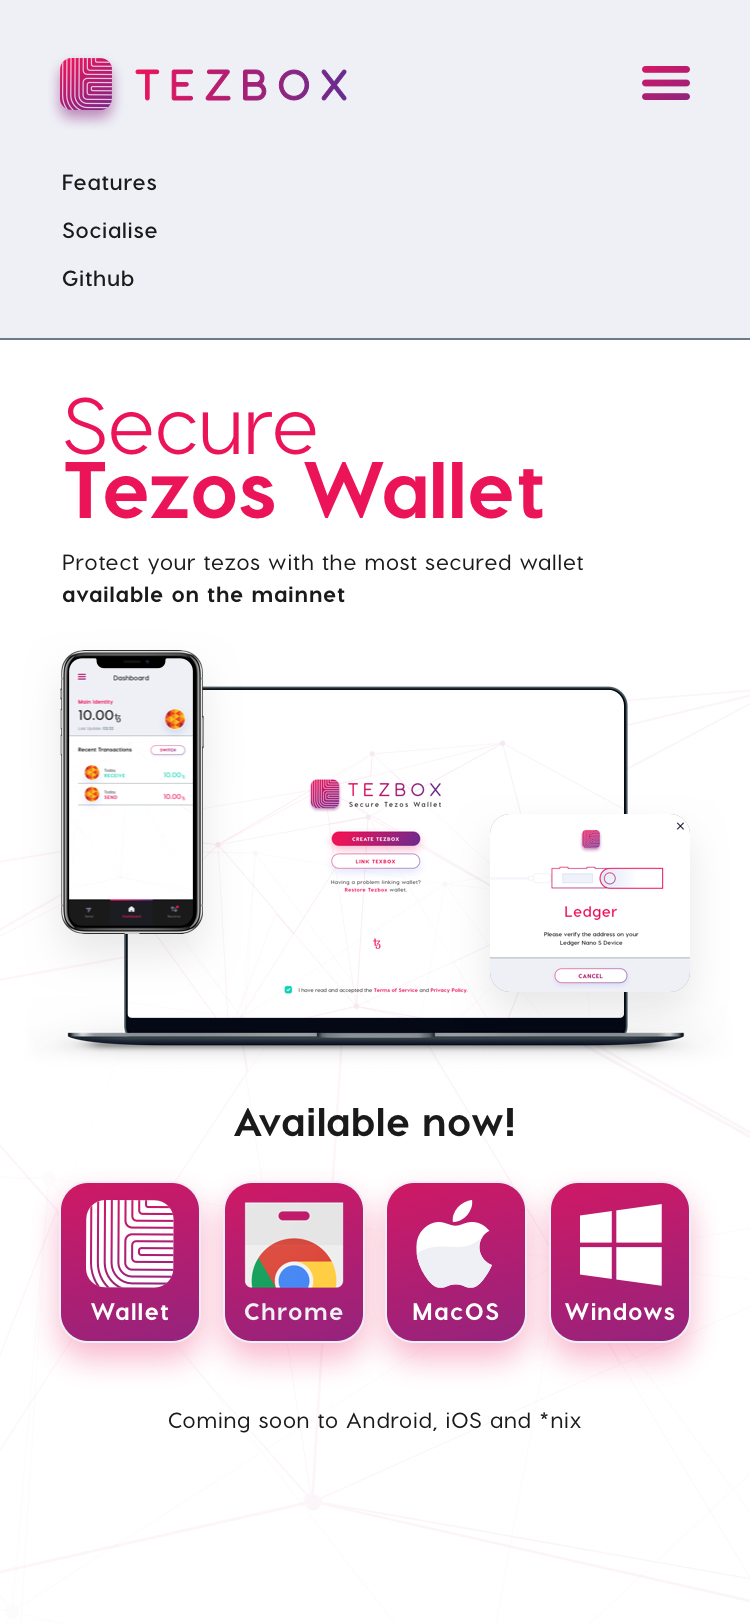 TEZBOX
Features
Socialise
Github
Secure
Tezos Wallet
Protect your tezos with the most secured wallet
available on the mainnet
Dashboard
Main Identity
10.00ꜩ
Recent Transactions
SWITCH
Tezbox
RECEIVE
10.00ꜩ
Tezbox
SEND
10.00ꜩ
Dashboard
TEZBOX
Secure Tezos Wallet
CREATE TEZBOX
LINK TEZBOX
Having a problem linking wallet?
Restore Tezbox wallet.
ꜩ
I have read and accepted the Terms of Service and Privacy Policy.
Ledger
Please verify the address on your
Ledger Nano S Device
CANCEL
Available now!
Wallet
Chrome
MacOS
Windows
Coming soon to Android, iOS and *nix